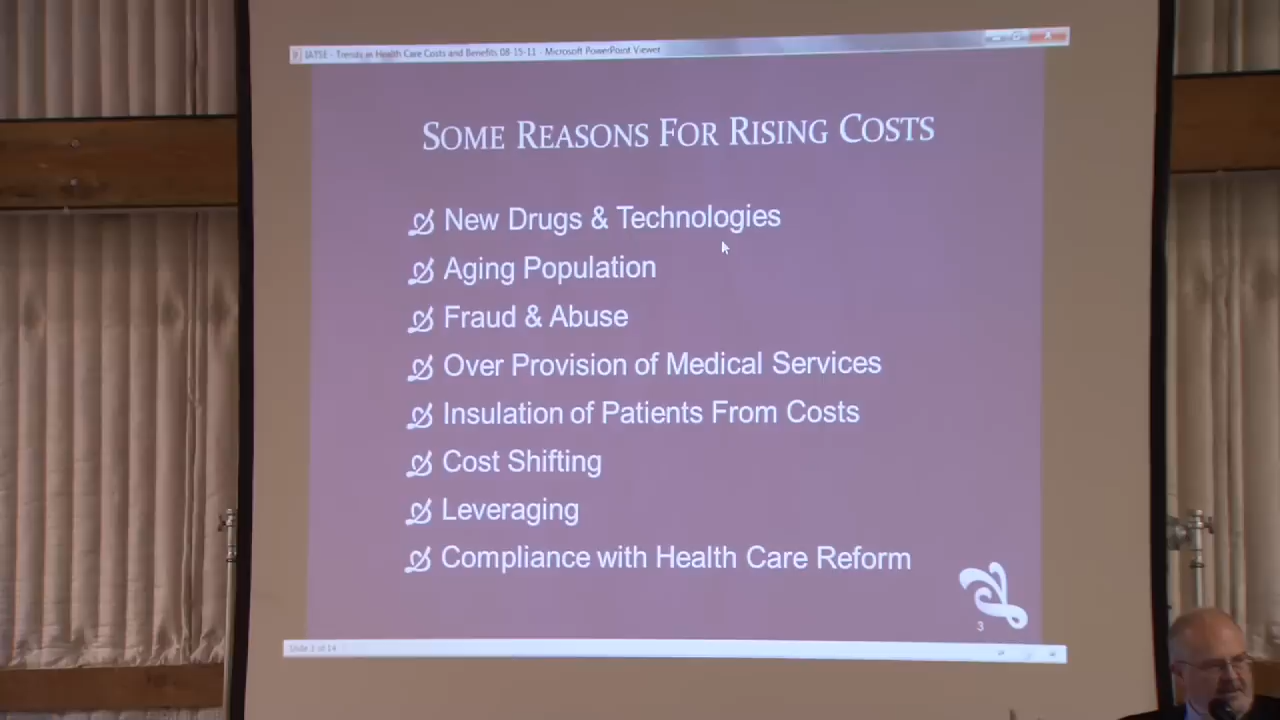 IATSE - Trends in Health Care Costs and Benefits 08-15-11 - Microsoft PowerPoint Viewer
SOME REASONS FOR RISING COSTS
New Drugs & Technologies
Aging Population
Fraud & Abuse
Over Provision of Medical Services
Insulation of Patients From Costs
Cost Shifting
Leveraging
Compliance with Health Care Reform
3
Slide 3 of 14